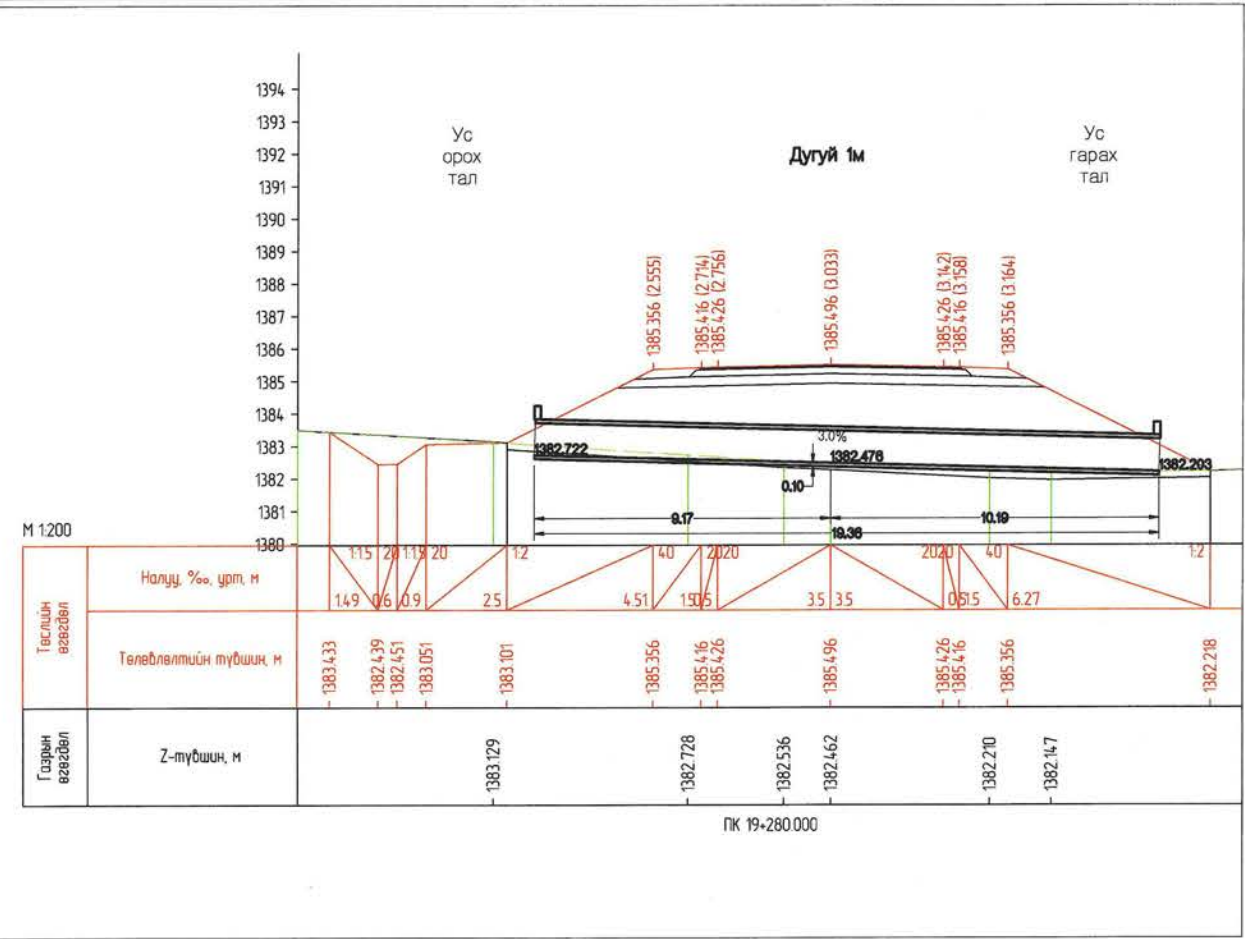 1394
1393
1392
1391
1390
1389
1388
1387
1386
1385
1384
1383
1382
1381
1380
Ус
орох
тал
Дугуй 1м
Ус
гарах
тал
1385.356 (2.555)
1385.416 (2.714)
1385.426 (2.756)
1385.496 (3.033)
1385.426 (3.142)
1385.416 (3.158)
1385.356 (3.164)
1382.722
3.0%
1382.476
1382.203
0.10
9.17
10.19
19.36
М 1:200
Төслийн өгөгдөл
Налуу, ‰, урт, м
1:1.5 20 1:1.5 20 1:2 40 20 20 20 20 40 1:2
1.49 0.6 0.9 2.5 4.51 1.5 0.5 3.5 3.5 0.5 1.5 6.27
Төлөвлөлтийн түвшин, м
1383.433 1382.439 1382.451 1383.051 1383.101 1385.356 1385.416 1385.426 1385.496 1385.426 1385.416 1385.356 1382.218
Газрын өгөгдөл
Z-түвшин, м
1383.129 1382.728 1382.536 1382.462 1382.210 1382.147
ПК 19+280.000